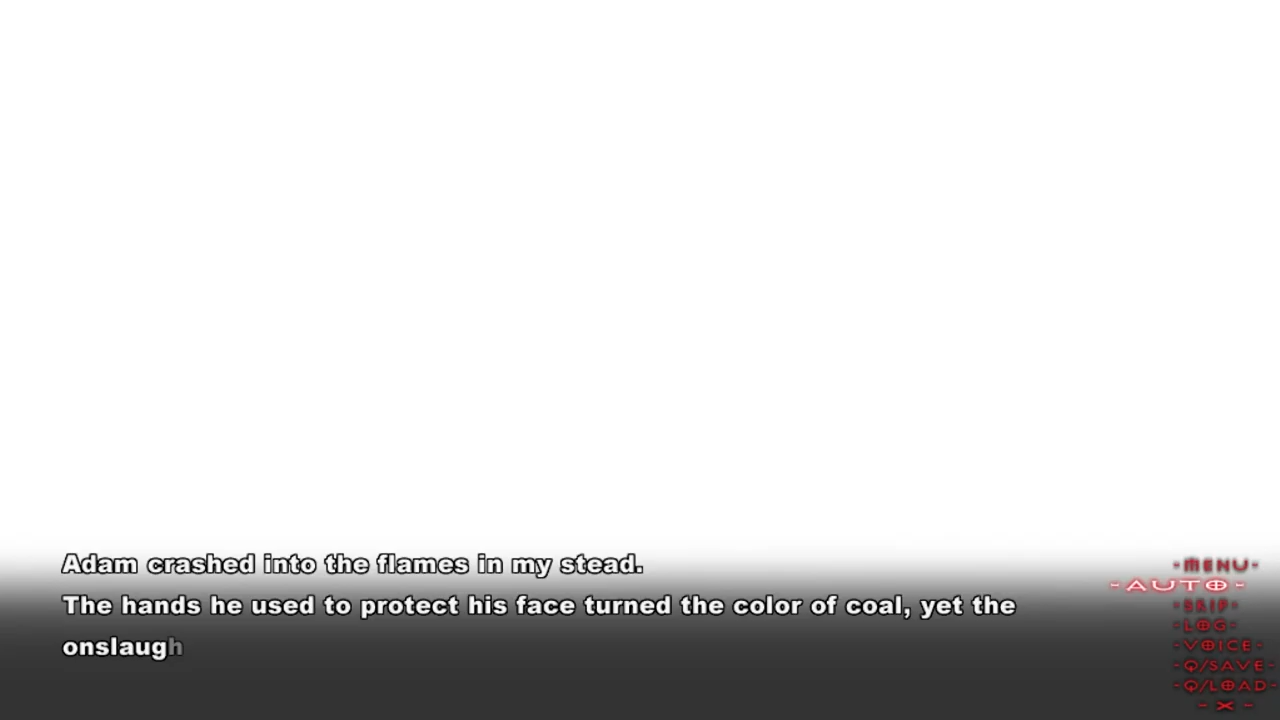 Adam crashed into the flames in my stead.
The hands he used to protect his face turned the color of coal, yet the
onslaugh
-MENU-
-AUTO-
-SKIP-
-LOG-
-VOICE-
-Q/SAVE-
-Q/LOAD-
-X-